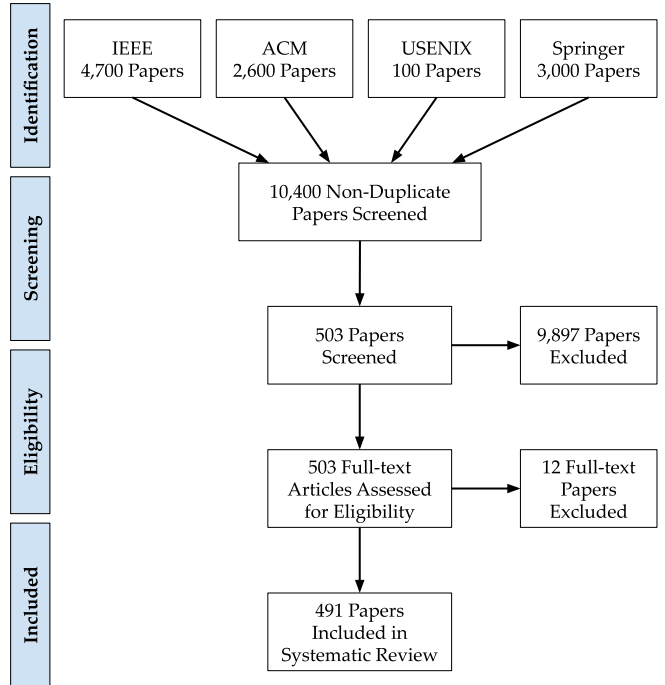 Identification
IEEE
4,700 Papers
ACM
2,600 Papers
USENIX
100 Papers
Springer
3,000 Papers
10,400 Non-Duplicate
Papers Screened
Screening
503 Papers
Screened
9,897 Papers
Excluded
Eligibility
503 Full-text
Articles Assessed
for Eligibility
12 Full-text
Papers
Excluded
Included
491 Papers
Included in
Systematic Review